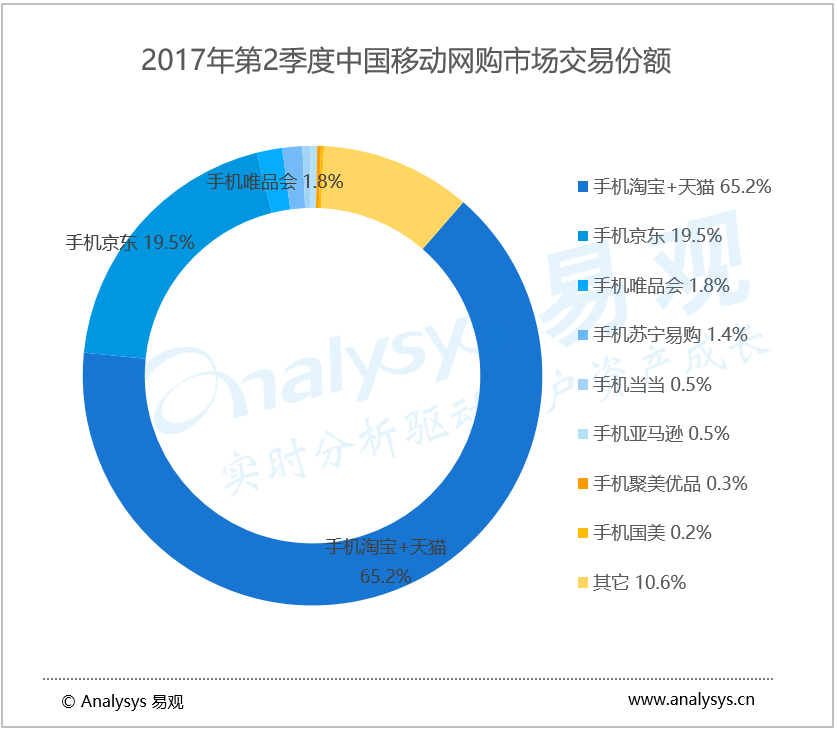 2017年第2季度中国移动网购市场交易份额
手机唯品会 1.8%
手机京东 19.5%
手机淘宝+天猫
65.2%
手机淘宝+天猫 65.2%
手机京东 19.5%
手机唯品会 1.8%
手机苏宁易购 1.4%
手机当当 0.5%
手机亚马逊 0.5%
手机聚美优品 0.3%
手机国美 0.2%
其它 10.6%
Analysys 易观
实时分析驱动用户资产成长
© Analysys 易观
www.analysys.cn